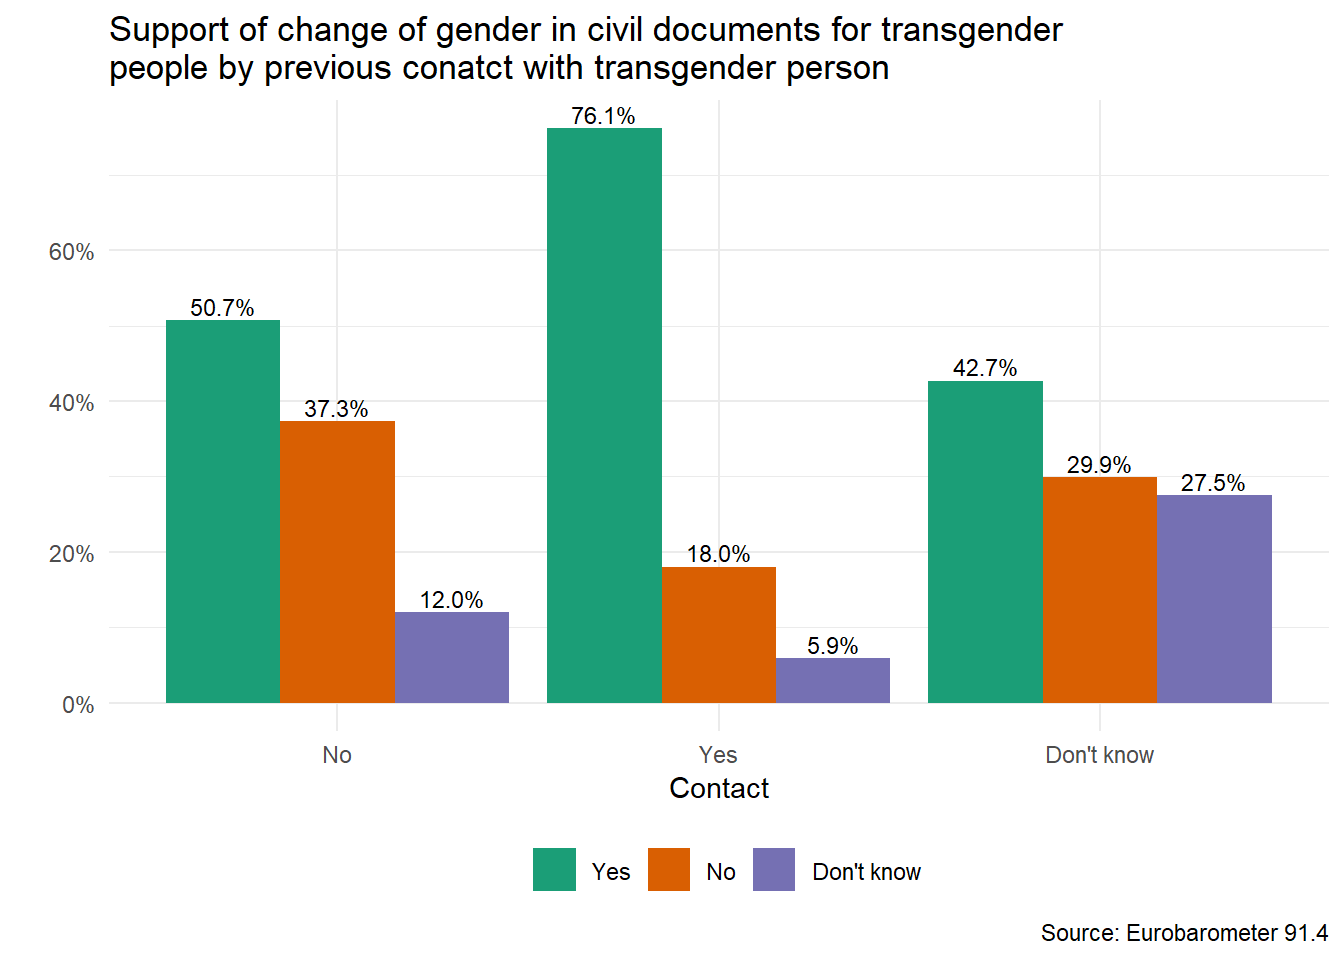 Support of change of gender in civil documents for transgender
people by previous conatct with transgender person
76.1%
60%
50.7%
42.7%
40%
37.3%
29.9%
27.5%
20%
18.0%
12.0%
5.9%
0%
No Yes Don't know
Contact
Yes No Don't know
Source: Eurobarometer 91.4